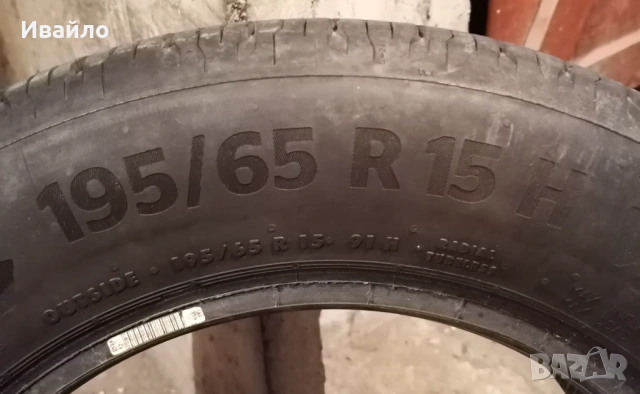 Ивайло
195/65 R 15 H
OUTSIDE • 195/65 R 15 91 H
RADIAL
TUBELESS
BAZAR